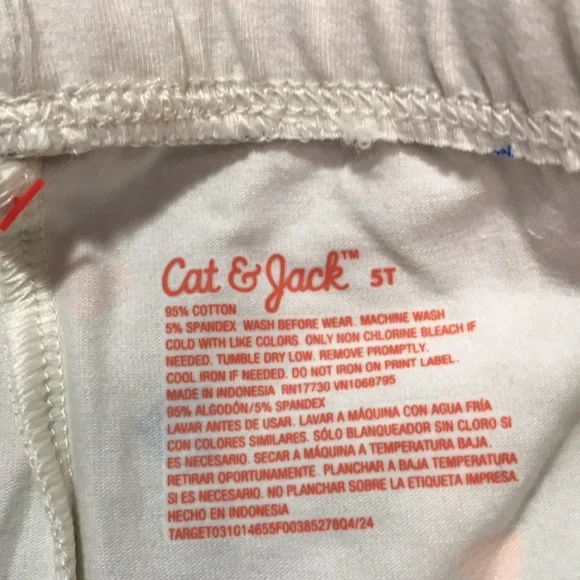 Cat & Jack™ 5T
95% COTTON
5% SPANDEX WASH BEFORE WEAR. MACHINE WASH
COLD WITH LIKE COLORS. ONLY NON CHLORINE BLEACH IF
NEEDED. TUMBLE DRY LOW. REMOVE PROMPTLY.
COOL IRON IF NEEDED. DO NOT IRON ON PRINT LABEL.
MADE IN INDONESIA RN17730 VN1068795
95% ALGODÓN/5% SPANDEX
LAVAR ANTES DE USAR. LAVAR A MÁQUINA CON AGUA FRÍA
CON COLORES SIMILARES. SÓLO BLANQUEADOR SIN CLORO SI
ES NECESARIO. SECAR A MÁQUINA A TEMPERATURA BAJA.
RETIRAR OPORTUNAMENTE. PLANCHAR A BAJA TEMPERATURA
SI ES NECESARIO. NO PLANCHAR SOBRE LA ETIQUETA IMPRESA.
HECHO EN INDONESIA
TARGET031014655F00385278Q4/24